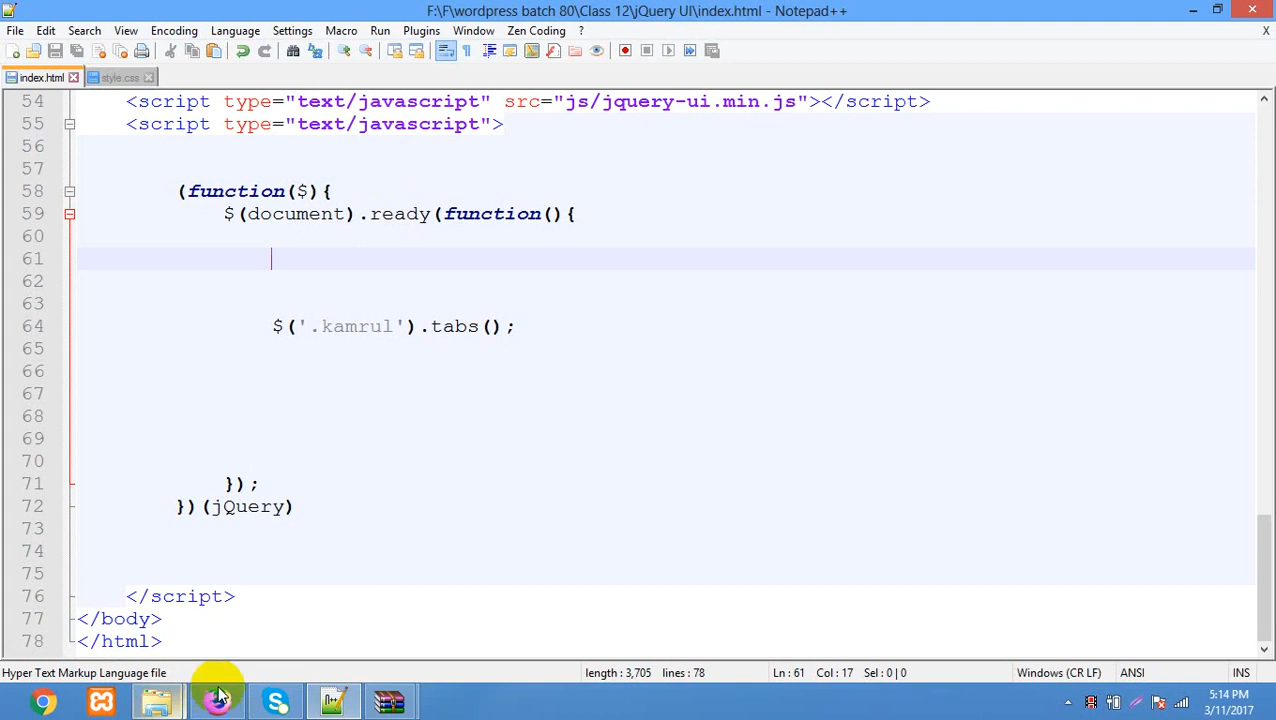 F:\F\wordpress batch 80\Class 12\jQuery UI\index.html - Notepad++
File Edit Search View Encoding Language Settings Macro Run Plugins Window Zen Coding ? X
index.html style.css
54 <script type="text/javascript" src="js/jquery-ui.min.js"></script>
55 <script type="text/javascript">
56
57
58 (function($){
59 $(document).ready(function(){
60
61
62
63
64 $('.kamrul').tabs();
65
66
67
68
69
70
71 });
72 })(jQuery)
73
74
75
76 </script>
77 </body>
78 </html>
Hyper Text Markup Language file length : 3,705 lines : 78 Ln : 61 Col : 17 Sel : 0 | 0 Windows (CR LF) ANSI INS
5:14 PM
3/11/2017